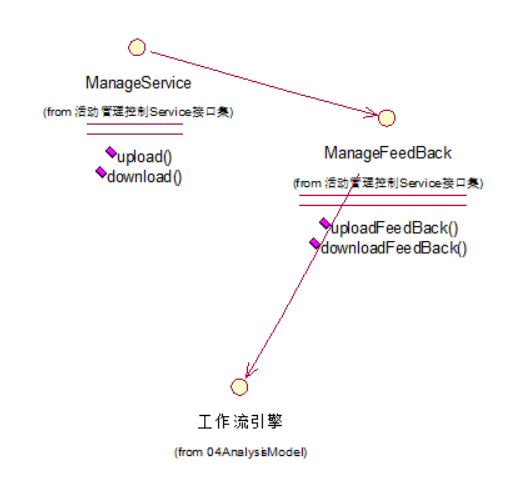 ManageService
(from 活动管理控制Service接口集)
upload()
download()
ManageFeedBack
(from 活动管理控制Service接口集)
uploadFeedBack()
downloadFeedBack()
工作流引擎
(from 04AnalysisModel)